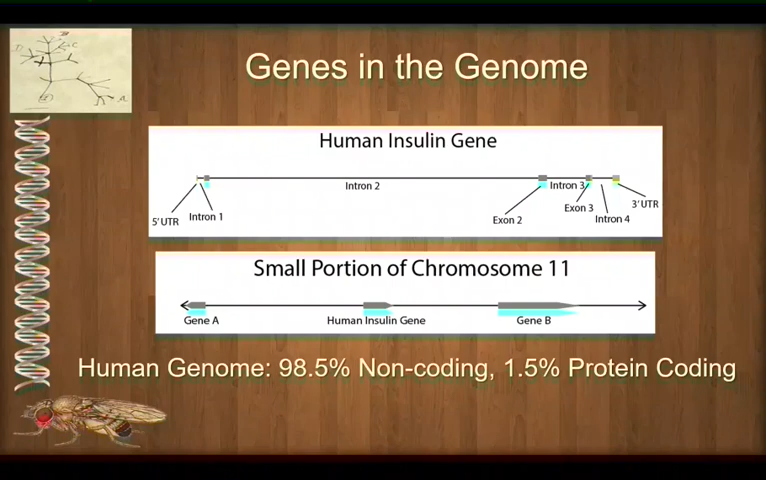 Genes in the Genome
Human Insulin Gene
Intron 2
Intron 3
5' UTR
Intron 1
Exon 2
Exon 3
Intron 4
3' UTR
Small Portion of Chromosome 11
Gene A
Human Insulin Gene
Gene B
Human Genome: 98.5% Non-coding, 1.5% Protein Coding